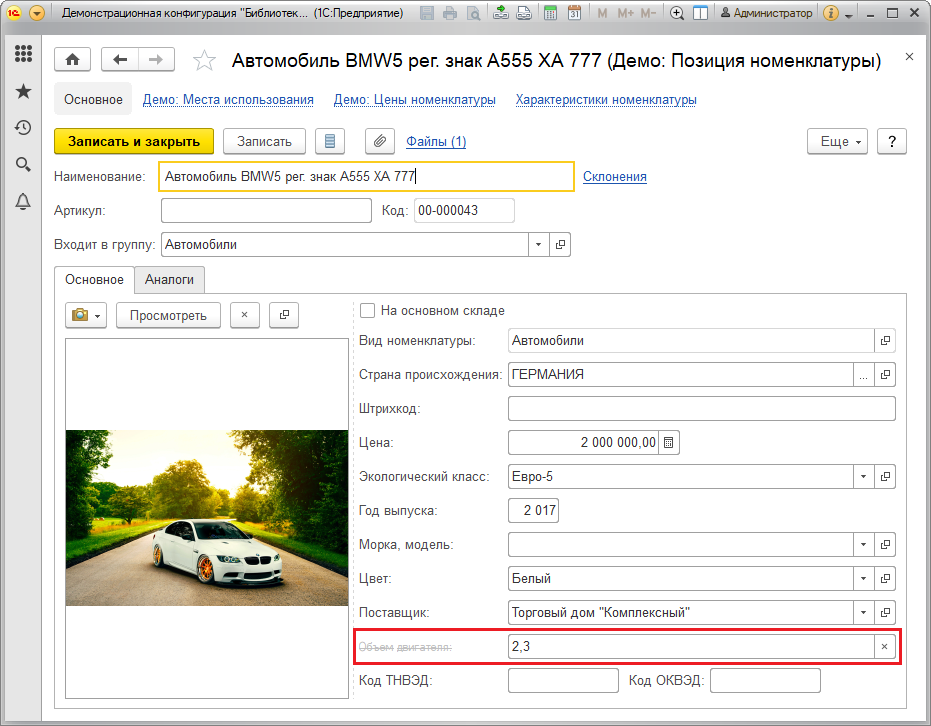 Демонстрационная конфигурация "Библиотек... (1С:Предприятие) M M+ M- Администратор
Автомобиль BMW5 рег. знак А555 ХА 777 (Демо: Позиция номенклатуры)
Основное Демо: Места использования Демо: Цены номенклатуры Характеристики номенклатуры
Записать и закрыть Записать Файлы (1) Еще ?
Наименование: Автомобиль BMW5 рег. знак А555 ХА 777 Склонения
Артикул: Код: 00-000043
Входит в группу: Автомобили
Основное Аналоги
Просмотреть На основном складе
Вид номенклатуры: Автомобили
Страна происхождения: ГЕРМАНИЯ ...
Штрихкод:
Цена: 2 000 000,00
Экологический класс: Евро-5
Год выпуска: 2 017
Морка, модель:
Цвет: Белый
Поставщик: Торговый дом "Комплексный"
Объем двигателя: 2,3
Код ТНВЭД: Код ОКВЭД: